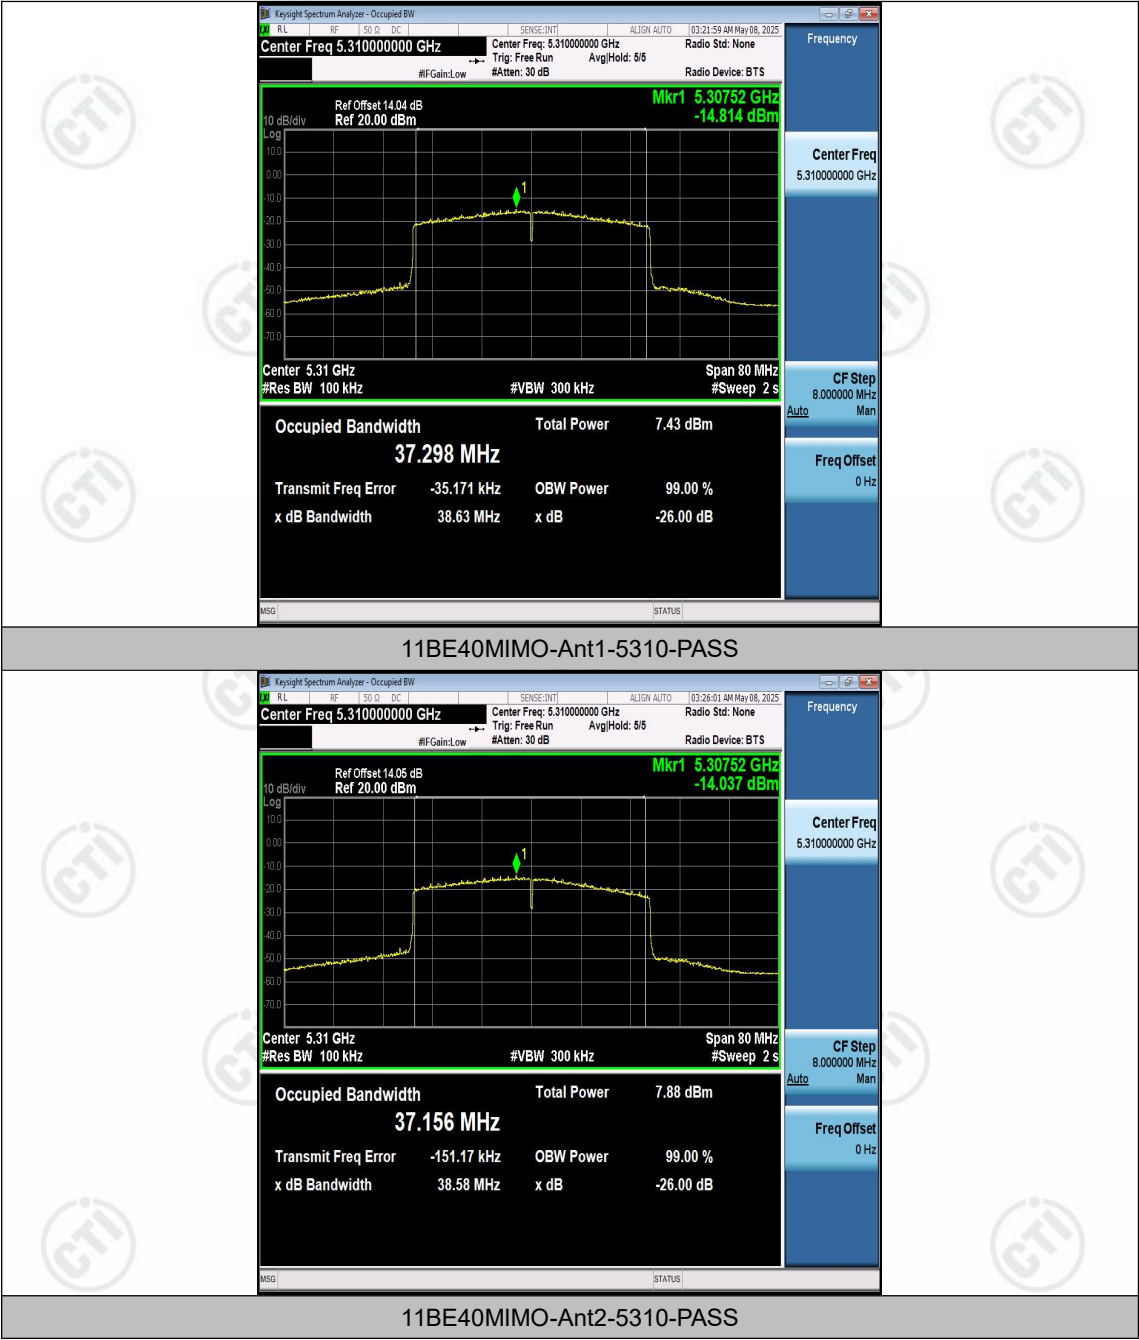 Keysight Spectrum Analyzer - Occupied BW
RL RF 50 Ω DC SENSE:INT ALIGN AUTO 03:21:59 AM May 08, 2025
Center Freq 5.310000000 GHz
Center Freq: 5.310000000 GHz Radio Std: None
Trig: Free Run Avg|Hold: 5/5
#IFGain:Low #Atten: 30 dB Radio Device: BTS
Frequency
Mkr1 5.30752 GHz
-14.814 dBm
Ref Offset 14.04 dB
10 dB/div Ref 20.00 dBm
Log
10.0
0.00
-10.0
-20.0
-30.0
-40.0
-50.0
-60.0
-70.0
1
Center Freq
5.310000000 GHz
Center 5.31 GHz Span 80 MHz
#Res BW 100 kHz #VBW 300 kHz #Sweep 2 s
CF Step
8.000000 MHz
Auto Man
Occupied Bandwidth Total Power 7.43 dBm
37.298 MHz
Transmit Freq Error -35.171 kHz OBW Power 99.00 %
x dB Bandwidth 38.63 MHz x dB -26.00 dB
Freq Offset
0 Hz
MSG STATUS
11BE40MIMO-Ant1-5310-PASS
Keysight Spectrum Analyzer - Occupied BW
RL RF 50 Ω DC SENSE:INT ALIGN AUTO 03:26:01 AM May 08, 2025
Center Freq 5.310000000 GHz
Center Freq: 5.310000000 GHz Radio Std: None
Trig: Free Run Avg|Hold: 5/5
#IFGain:Low #Atten: 30 dB Radio Device: BTS
Frequency
Mkr1 5.30752 GHz
-14.037 dBm
Ref Offset 14.05 dB
10 dB/div Ref 20.00 dBm
Log
10.0
0.00
-10.0
-20.0
-30.0
-40.0
-50.0
-60.0
-70.0
1
Center Freq
5.310000000 GHz
Center 5.31 GHz Span 80 MHz
#Res BW 100 kHz #VBW 300 kHz #Sweep 2 s
CF Step
8.000000 MHz
Auto Man
Occupied Bandwidth Total Power 7.88 dBm
37.156 MHz
Transmit Freq Error -151.17 kHz OBW Power 99.00 %
x dB Bandwidth 38.58 MHz x dB -26.00 dB
Freq Offset
0 Hz
MSG STATUS
11BE40MIMO-Ant2-5310-PASS
CTI
CTI
CTI
CTI
CTI
CTI
CTI
CTI
CTI
CTI
CTI
CTI